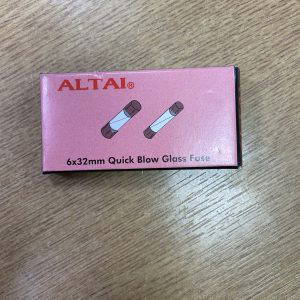 ALTAI®
6x32mm Quick Blow Glass Fuse